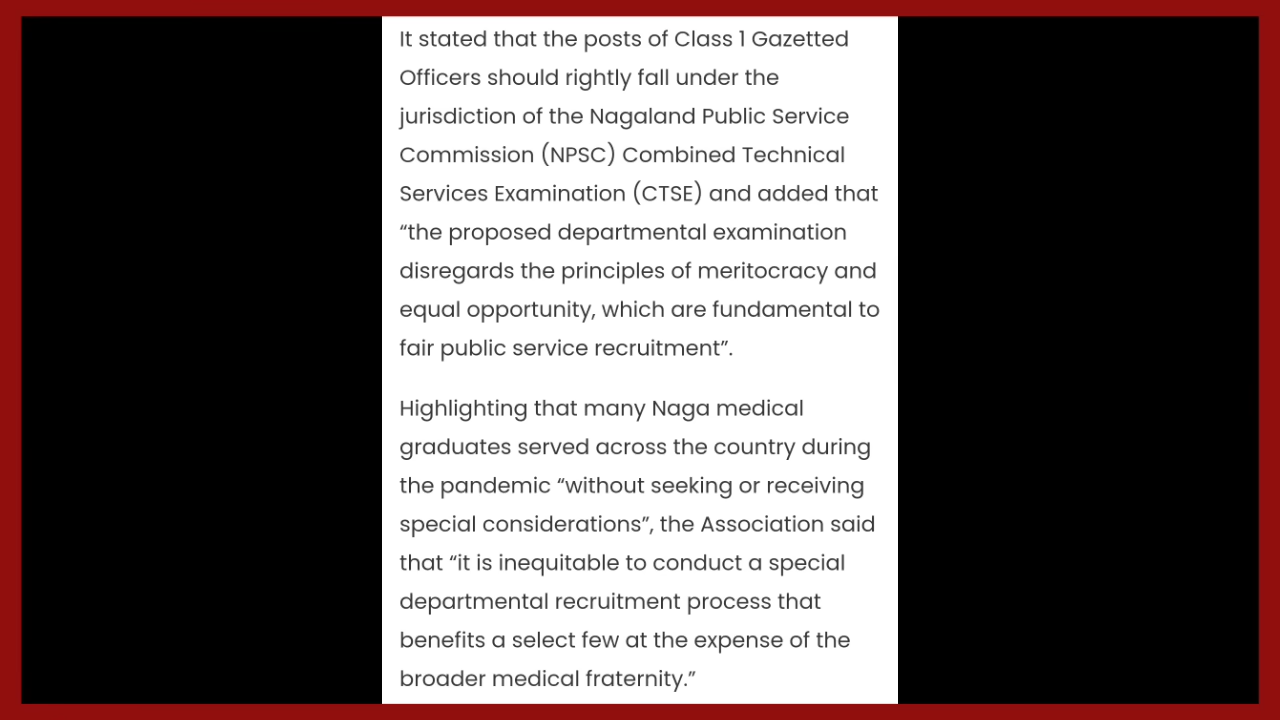 It stated that the posts of Class 1 Gazetted
Officers should rightly fall under the
jurisdiction of the Nagaland Public Service
Commission (NPSC) Combined Technical
Services Examination (CTSE) and added that
“the proposed departmental examination
disregards the principles of meritocracy and
equal opportunity, which are fundamental to
fair public service recruitment”.
Highlighting that many Naga medical
graduates served across the country during
the pandemic “without seeking or receiving
special considerations”, the Association said
that “it is inequitable to conduct a special
departmental recruitment process that
benefits a select few at the expense of the
broader medical fraternity.”